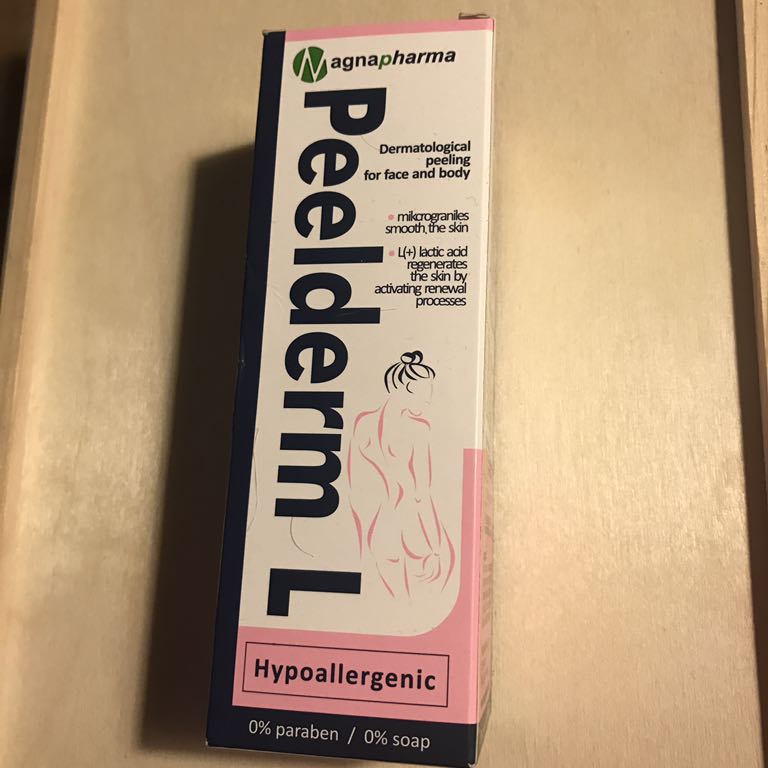 Magnapharma
Peelderm L
Dermatological
peeling
for face and body
• mikcrograniles
smooth the skin
• L(+) lactic acid
regenerates
the skin by
activating renewal
processes
Hypoallergenic
0% paraben / 0% soap